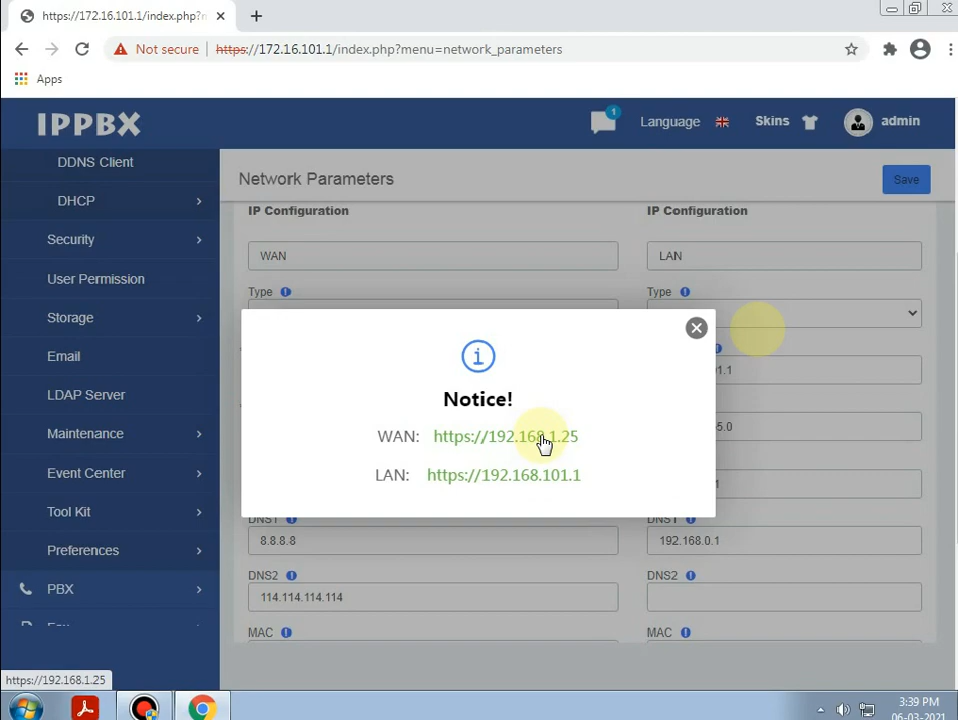 https://172.16.101.1/index.php?m
Not secure
https://172.16.101.1/index.php?menu=network_parameters
Apps
IPPBX
1
Language
Skins
admin
DDNS Client
DHCP
Security
User Permission
Storage
Email
LDAP Server
Maintenance
Event Center
Tool Kit
Preferences
PBX
Network Parameters
Save
IP Configuration
IP Configuration
WAN
LAN
Type
Type
Notice!
WAN: https://192.168.1.25
LAN: https://192.168.101.1
DNS1
DNS1
8.8.8.8
192.168.0.1
DNS2
DNS2
114.114.114.114
MAC
MAC
https://192.168.1.25
3:39 PM
06-03-2021